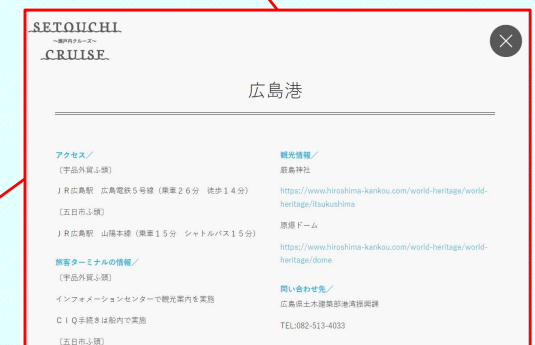 SETOUCHI
～瀬戸内クルーズ～
CRUISE
広島港
アクセス／
〔宇品外貿ふ頭〕
ＪＲ広島駅　広島電鉄５号線（乗車２６分　徒歩１４分）
〔五日市ふ頭〕
ＪＲ広島駅　山陽本線（乗車１５分　シャトルバス１５分）
旅客ターミナルの情報／
〔宇品外貿ふ頭〕
インフォメーションセンターで観光案内を実施
ＣＩＱ手続きは船内で実施
〔五日市ふ頭〕
観光情報／
厳島神社
https://www.hiroshima-kankou.com/world-heritage/world-
heritage/itsukushima
原爆ドーム
https://www.hiroshima-kankou.com/world-heritage/world-
heritage/dome
問い合わせ先／
広島県土木建築部港湾振興課
TEL:082-513-4033